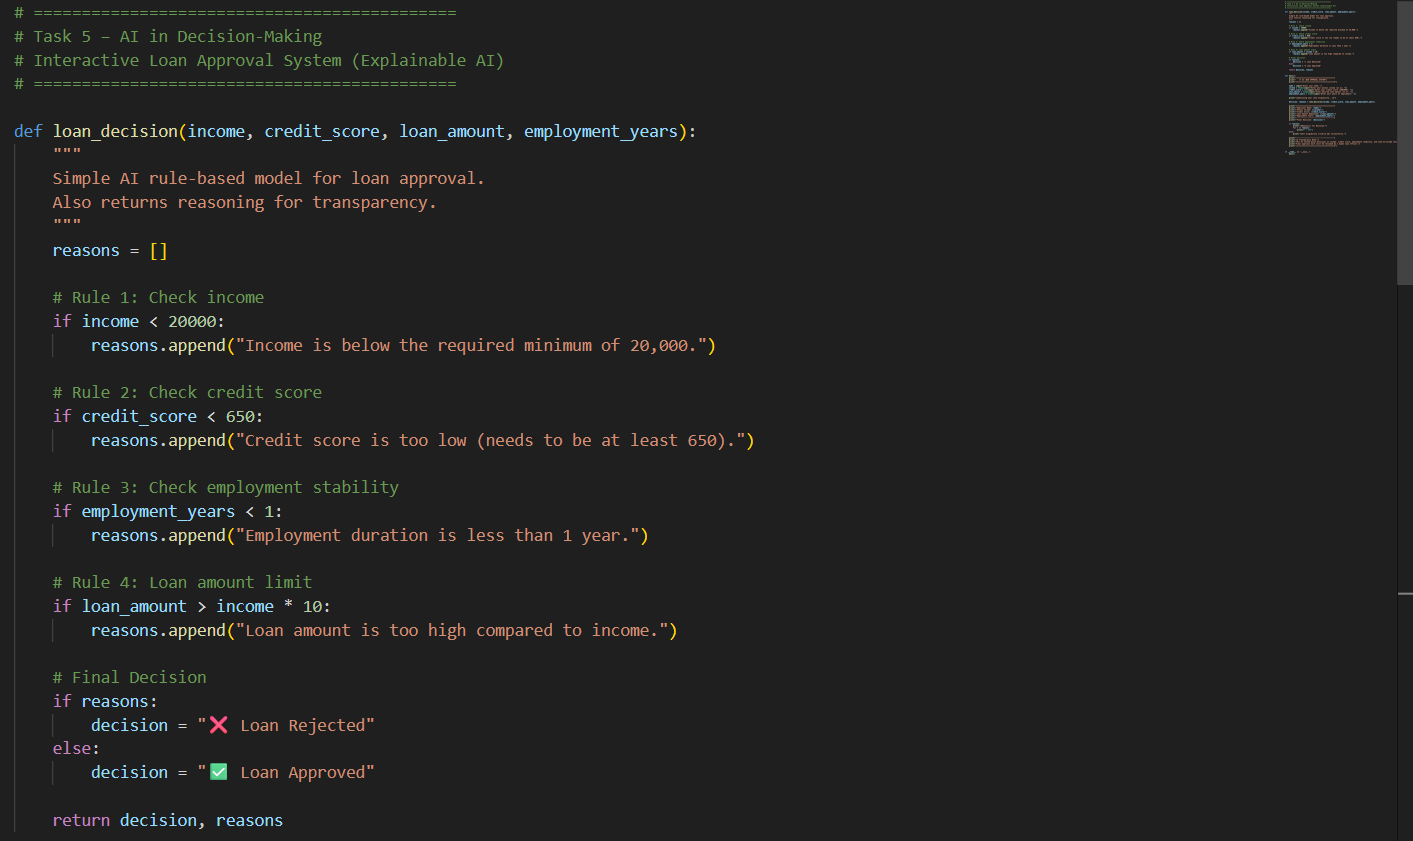 # ============================================
# Task 5 – AI in Decision-Making
# Interactive Loan Approval System (Explainable AI)
# ============================================

def loan_decision(income, credit_score, loan_amount, employment_years):
    """
    Simple AI rule-based model for loan approval.
    Also returns reasoning for transparency.
    """
    reasons = []

    # Rule 1: Check income
    if income < 20000:
        reasons.append("Income is below the required minimum of 20,000.")

    # Rule 2: Check credit score
    if credit_score < 650:
        reasons.append("Credit score is too low (needs to be at least 650).")

    # Rule 3: Check employment stability
    if employment_years < 1:
        reasons.append("Employment duration is less than 1 year.")

    # Rule 4: Loan amount limit
    if loan_amount > income * 10:
        reasons.append("Loan amount is too high compared to income.")

    # Final Decision
    if reasons:
        decision = "❌ Loan Rejected"
    else:
        decision = "✅ Loan Approved"

    return decision, reasons